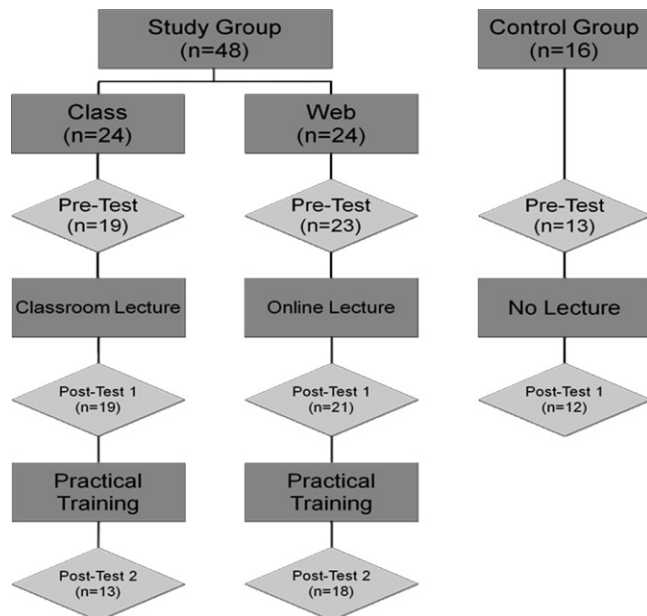 Study Group
(n=48)
Control Group
(n=16)
Class
(n=24)
Web
(n=24)
Pre-Test
(n=19)
Pre-Test
(n=23)
Pre-Test
(n=13)
Classroom Lecture
Online Lecture
No Lecture
Post-Test 1
(n=19)
Post-Test 1
(n=21)
Post-Test 1
(n=12)
Practical
Training
Practical
Training
Post-Test 2
(n=13)
Post-Test 2
(n=18)